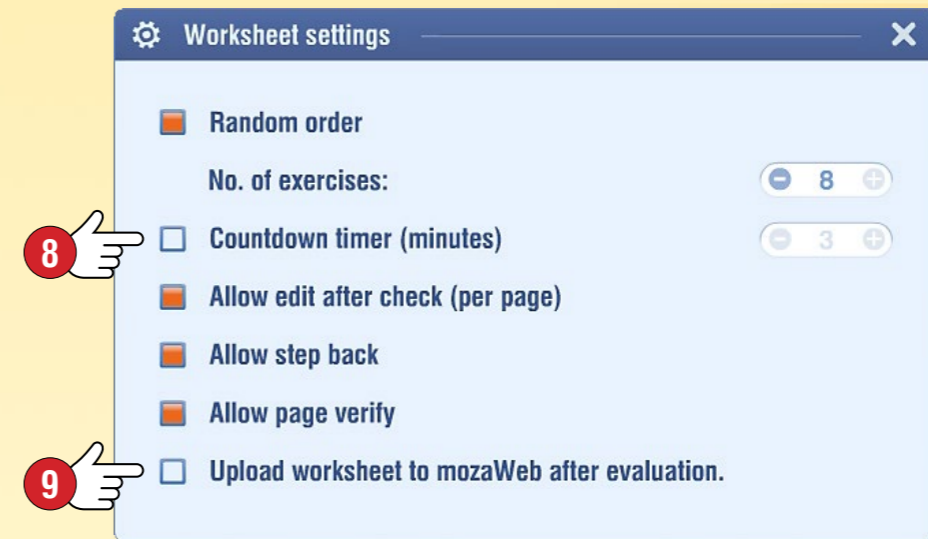 Worksheet settings
Random order
No. of exercises: 8
8 Countdown timer (minutes) 3
Allow edit after check (per page)
Allow step back
Allow page verify
9 Upload worksheet to mozaWeb after evaluation.